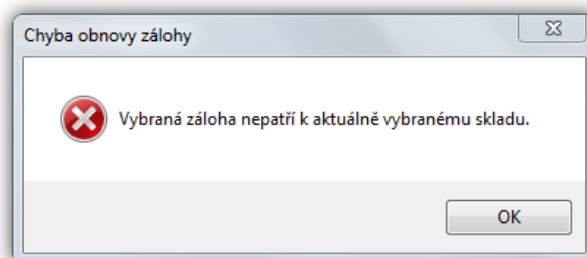 Chyba obnovy zálohy
Vybraná záloha nepatří k aktuálně vybranému skladu.
OK